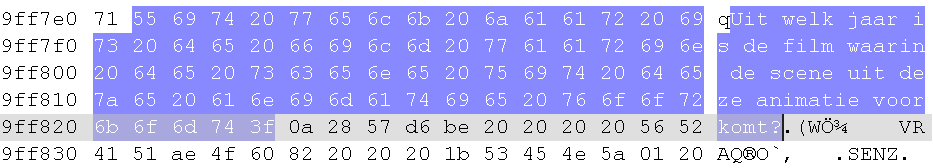 9ff7e0 71 55 69 74 20 77 65 6c 6b 20 6a 61 61 72 20 69 qUit welk jaar i
9ff7f0 73 20 64 65 20 66 69 6c 6d 20 77 61 61 72 69 6e s de film waarin
9ff800 20 64 65 20 73 63 65 6e 65 20 75 69 74 20 64 65  de scene uit de
9ff810 7a 65 20 61 6e 69 6d 61 74 69 65 20 76 6f 6f 72 ze animatie voor
9ff820 6b 6f 6d 74 3f 0a 28 57 d6 be 20 20 20 20 56 52 komt?.(WÖ¾    VR
9ff830 41 51 ae 4f 60 82 20 20 20 1b 53 45 4e 5a 01 20 AQ®O`‚   .SENZ.